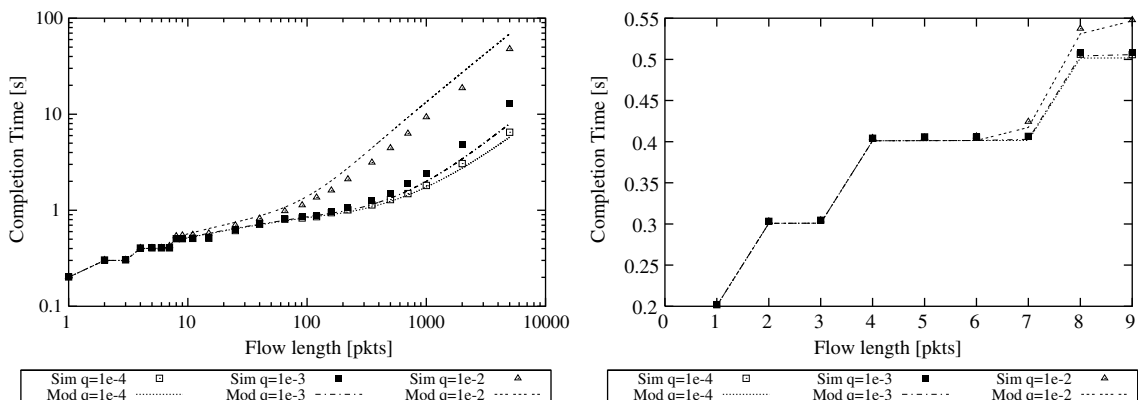 100
10
1
0.1
1
10
100
1000
10000
Completion Time [s]
Flow length [pkts]
Sim q=1e-4
Sim q=1e-3
Sim q=1e-2
Mod q=1e-4
Mod q=1e-3
Mod q=1e-2
0.55
0.5
0.45
0.4
0.35
0.3
0.25
0.2
0
1
2
3
4
5
6
7
8
9
Completion Time [s]
Flow length [pkts]
Sim q=1e-4
Sim q=1e-3
Sim q=1e-2
Mod q=1e-4
Mod q=1e-3
Mod q=1e-2